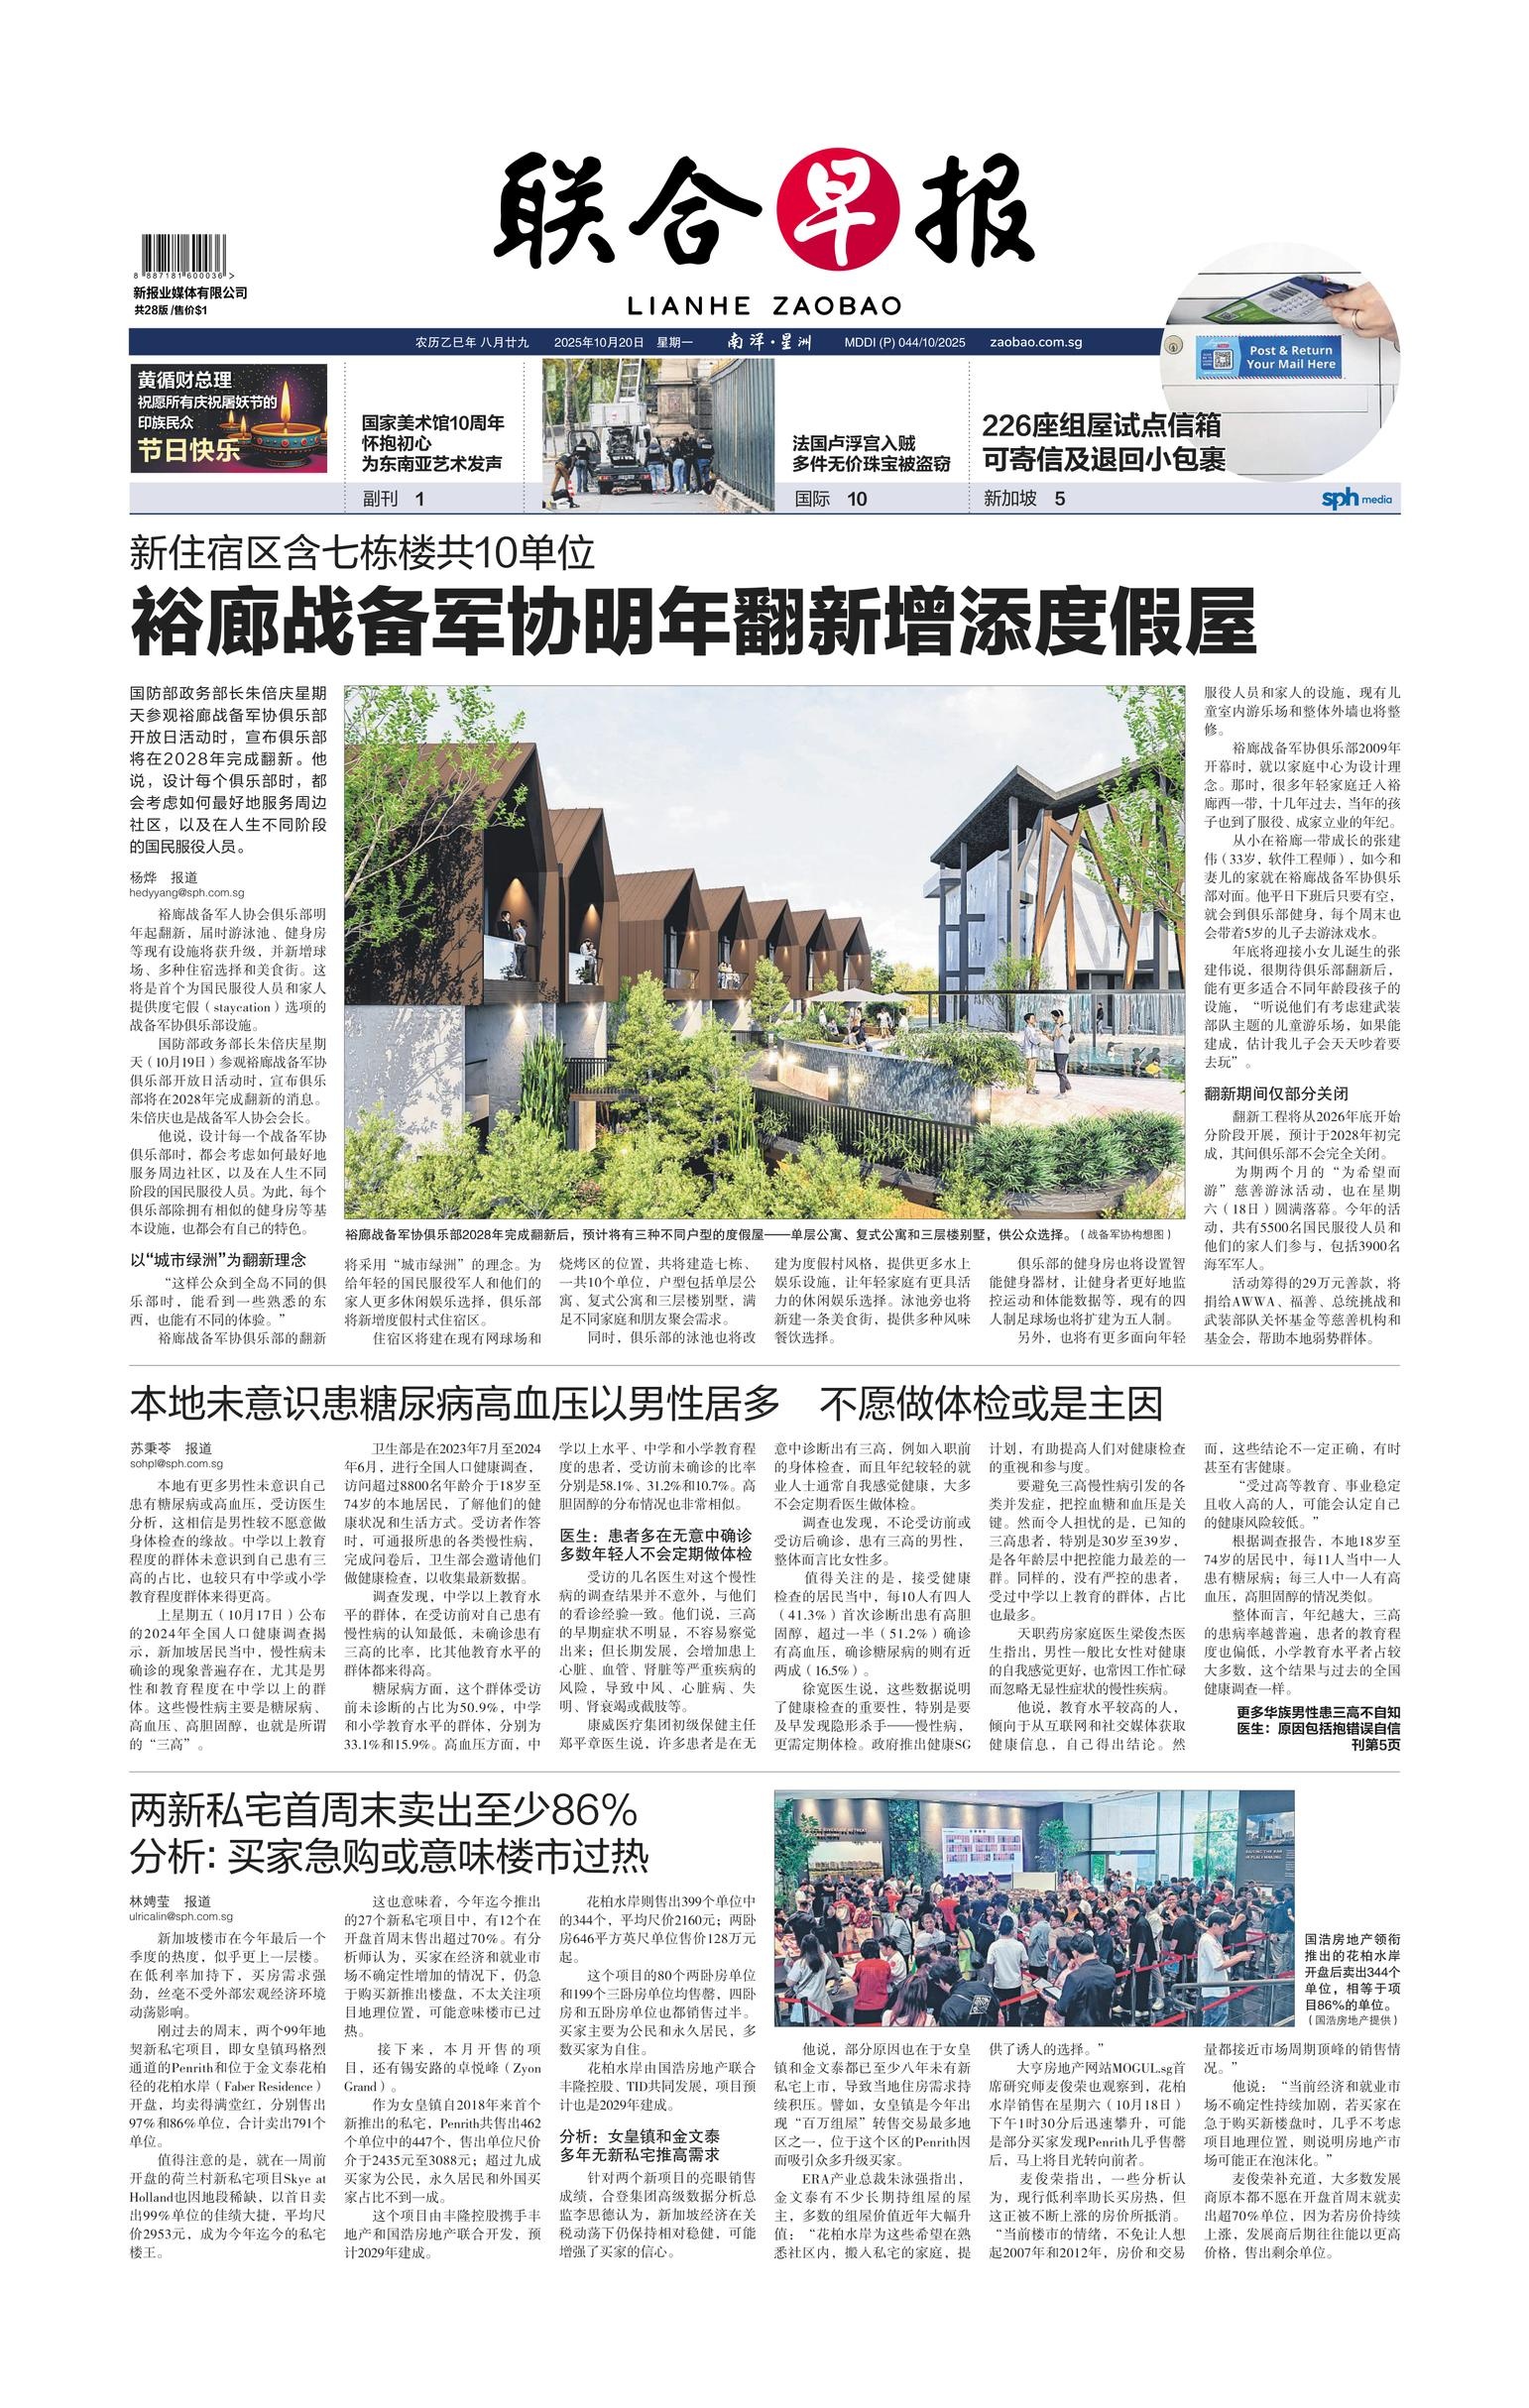 联合早报
LIANHE ZAOBAO
8 887181 600036 >
新报业媒体有限公司
共28版 /售价$1
农历乙巳年 八月廿九 2025年10月20日 星期一 南洋·星洲 MDDI (P) 044/10/2025 zaobao.com.sg
Post & Return
Your Mail Here
黄循财总理
祝愿所有庆祝屠妖节的
印族民众
节日快乐
国家美术馆10周年
怀抱初心
为东南亚艺术发声
副刊 1
法国卢浮宫入贼
多件无价珠宝被盗窃
国际 10
226座组屋试点信箱
可寄信及退回小包裹
新加坡 5
sph media
新住宿区含七栋楼共10单位
裕廊战备军协明年翻新增添度假屋
国防部政务部长朱倍庆星期
天参观裕廊战备军协俱乐部
开放日活动时，宣布俱乐部
将在2028年完成翻新。他
说，设计每个俱乐部时，都
会考虑如何最好地服务周边
社区，以及在人生不同阶段
的国民服役人员。
杨烨 报道
hedyyang@sph.com.sg
裕廊战备军人协会俱乐部明
年起翻新，届时游泳池、健身房
等现有设施将获升级，并新增球
场、多种住宿选择和美食街。这
将是首个为国民服役人员和家人
提供度宅假（staycation）选项的
战备军协俱乐部设施。
国防部政务部长朱倍庆星期
天（10月19日）参观裕廊战备军协
俱乐部开放日活动时，宣布俱乐
部将在2028年完成翻新的消息。
朱倍庆也是战备军人协会会长。
他说，设计每一个战备军协
俱乐部时，都会考虑如何最好地
服务周边社区，以及在人生不同
阶段的国民服役人员。为此，每个
俱乐部除拥有相似的健身房等基
本设施，也都会有自己的特色。
以“城市绿洲”为翻新理念
“这样公众到全岛不同的俱
乐部时，能看到一些熟悉的东
西，也能有不同的体验。”
裕廊战备军协俱乐部的翻新
裕廊战备军协俱乐部2028年完成翻新后，预计将有三种不同户型的度假屋——单层公寓、复式公寓和三层楼别墅，供公众选择。（战备军协构想图）
将采用“城市绿洲”的理念。为
给年轻的国民服役军人和他们的
家人更多休闲娱乐选择，俱乐部
将新增度假村式住宿区。
住宿区将建在现有网球场和
烧烤区的位置，共将建造七栋、
一共10个单位，户型包括单层公
寓、复式公寓和三层楼别墅，满
足不同家庭和朋友聚会需求。
同时，俱乐部的泳池也将改
建为度假村风格，提供更多水上
娱乐设施，让年轻家庭有更具活
力的休闲娱乐选择。泳池旁也将
新建一条美食街，提供多种风味
餐饮选择。
俱乐部的健身房也将设置智
能健身器材，让健身者更好地监
控运动和体能数据等，现有的四
人制足球场也将扩建为五人制。
另外，也将有更多面向年轻
服役人员和家人的设施，现有儿
童室内游乐场和整体外墙也将整
修。
裕廊战备军协俱乐部2009年
开幕时，就以家庭中心为设计理
念。那时，很多年轻家庭迁入裕
廊西一带，十几年过去，当年的孩
子也到了服役、成家立业的年纪。
从小在裕廊一带成长的张建
伟（33岁，软件工程师），如今和
妻儿的家就在裕廊战备军协俱乐
部对面。他平日下班后只要有空，
就会到俱乐部健身，每个周末也
会带着5岁的儿子去游泳戏水。
年底将迎接小女儿诞生的张
建伟说，很期待俱乐部翻新后，
能有更多适合不同年龄段孩子的
设施，“听说他们有考虑建武装
部队主题的儿童游乐场，如果能
建成，估计我儿子会天天吵着要
去玩”。
翻新期间仅部分关闭
翻新工程将从2026年底开始
分阶段开展，预计于2028年初完
成，其间俱乐部不会完全关闭。
为期两个月的“为希望而
游”慈善游泳活动，也在星期
六（18日）圆满落幕。今年的活
动，共有5500名国民服役人员和
他们的家人们参与，包括3900名
海军军人。
活动筹得的29万元善款，将
捐给AWWA、福善、总统挑战和
武装部队关怀基金等慈善机构和
基金会，帮助本地弱势群体。
本地未意识患糖尿病高血压以男性居多 不愿做体检或是主因
苏秉苓 报道
sohpl@sph.com.sg
本地有更多男性未意识自己
患有糖尿病或高血压，受访医生
分析，这相信是男性较不愿意做
身体检查的缘故。中学以上教育
程度的群体未意识到自己患有三
高的占比，也较只有中学或小学
教育程度群体来得更高。
上星期五（10月17日）公布
的2024年全国人口健康调查揭
示，新加坡居民当中，慢性病未
确诊的现象普遍存在，尤其是男
性和教育程度在中学以上的群
体。这些慢性病主要是糖尿病、
高血压、高胆固醇，也就是所谓
的“三高”。
卫生部是在2023年7月至2024
年6月，进行全国人口健康调查，
访问超过8800名年龄介于18岁至
74岁的本地居民，了解他们的健
康状况和生活方式。受访者作答
时，可通报所患的各类慢性病，
完成问卷后，卫生部会邀请他们
做健康检查，以收集最新数据。
调查发现，中学以上教育水
平的群体，在受访前对自己患有
慢性病的认知最低，未确诊患有
三高的比率，比其他教育水平的
群体都来得高。
糖尿病方面，这个群体受访
前未诊断的占比为50.9%，中学
和小学教育水平的群体，分别为
33.1%和15.9%。高血压方面，中
学以上水平、中学和小学教育程
度的患者，受访前未确诊的比率
分别是58.1%、31.2%和10.7%。高
胆固醇的分布情况也非常相似。
医生：患者多在无意中确诊
多数年轻人不会定期做体检
受访的几名医生对这个慢性
病的调查结果并不意外，与他们
的看诊经验一致。他们说，三高
的早期症状不明显，不容易察觉
出来；但长期发展，会增加患上
心脏、血管、肾脏等严重疾病的
风险，导致中风、心脏病、失
明、肾衰竭或截肢等。
康威医疗集团初级保健主任
郑平章医生说，许多患者是在无
意中诊断出有三高，例如入职前
的身体检查，而且年纪较轻的就
业人士通常自我感觉健康，大多
不会定期看医生做体检。
调查也发现，不论受访前或
受访后确诊，患有三高的男性，
整体而言比女性多。
值得关注的是，接受健康
检查的居民当中，每10人有四人
（41.3%）首次诊断出患有高胆
固醇，超过一半（51.2%）确诊
有高血压，确诊糖尿病的则有近
两成（16.5%）。
徐宽医生说，这些数据说明
了健康检查的重要性，特别是要
及早发现隐形杀手——慢性病，
更需定期体检。政府推出健康SG
计划，有助提高人们对健康检查
的重视和参与度。
要避免三高慢性病引发的各
类并发症，把控血糖和血压是关
键。然而令人担忧的是，已知的
三高患者，特别是30岁至39岁，
是各年龄层中把控能力最差的一
群。同样的，没有严控的患者，
受过中学以上教育的群体，占比
也最多。
天职药房家庭医生梁俊杰医
生指出，男性一般比女性对健康
的自我感觉更好，也常因工作忙碌
而忽略无显性症状的慢性疾病。
他说，教育水平较高的人，
倾向于从互联网和社交媒体获取
健康信息，自己得出结论。然
而，这些结论不一定正确，有时
甚至有害健康。
“受过高等教育、事业稳定
且收入高的人，可能会认定自己
的健康风险较低。”
根据调查报告，本地18岁至
74岁的居民中，每11人当中一人
患有糖尿病；每三人中一人有高
血压，高胆固醇的情况类似。
整体而言，年纪越大，三高
的患病率越普遍，患者的教育程
度也偏低，小学教育水平者占较
大多数，这个结果与过去的全国
健康调查一样。
更多华族男性患三高不自知
医生：原因包括抱错误自信
刊第5页
两新私宅首周末卖出至少86%
分析：买家急购或意味楼市过热
林娉莹 报道
ulricalin@sph.com.sg
新加坡楼市在今年最后一个
季度的热度，似乎更上一层楼。
在低利率加持下，买房需求强
劲，丝毫不受外部宏观经济环境
动荡影响。
刚过去的周末，两个99年地
契新私宅项目，即女皇镇玛格烈
通道的Penrith和位于金文泰花柏
径的花柏水岸（Faber Residence）
开盘，均卖得满堂红，分别售出
97%和86%单位，合计卖出791个
单位。
值得注意的是，就在一周前
开盘的荷兰村新私宅项目Skye at
Holland也因地段稀缺，以首日卖
出99%单位的佳绩大捷，平均尺
价2953元，成为今年迄今的私宅
楼王。
这也意味着，今年迄今推出
的27个新私宅项目中，有12个在
开盘首周末售出超过70%。有分
析师认为，买家在经济和就业市
场不确定性增加的情况下，仍急
于购买新推出楼盘，不太关注项
目地理位置，可能意味楼市已过
热。
接下来，本月开售的项
目，还有锡安路的卓悦峰（Zyon
Grand）。
作为女皇镇自2018年来首个
新推出的私宅，Penrith共售出462
个单位中的447个，售出单位尺价
介于2435元至3088元；超过九成
买家为公民，永久居民和外国买
家占比不到一成。
这个项目由丰隆控股携手丰
地产和国浩房地产联合开发，预
计2029年建成。
花柏水岸则售出399个单位中
的344个，平均尺价2160元；两卧
房646平方英尺单位售价128万元
起。
这个项目的80个两卧房单位
和199个三卧房单位均售罄，四卧
房和五卧房单位也都销售过半。
买家主要为公民和永久居民，多
数买家为自住。
花柏水岸由国浩房地产联合
丰隆控股、TID共同发展，项目预
计也是2029年建成。
分析：女皇镇和金文泰
多年无新私宅推高需求
针对两个新项目的亮眼销售
成绩，合登集团高级数据分析总
监李思德认为，新加坡经济在关
税动荡下仍保持相对稳健，可能
增强了买家的信心。
国浩房地产领衔
推出的花柏水岸
开盘后卖出344个
单位，相等于项
目86%的单位。
（国浩房地产提供）
他说，部分原因也在于女皇
镇和金文泰都已至少八年未有新
私宅上市，导致当地住房需求持
续积压。譬如，女皇镇是今年出
现“百万组屋”转售交易最多地
区之一，位于这个区的Penrith因
而吸引众多升级买家。
ERA产业总裁朱泳强指出，
金文泰有不少长期持组屋的屋
主，多数的组屋价值近年大幅升
值；“花柏水岸为这些希望在熟
悉社区内，搬入私宅的家庭，提
供了诱人的选择。”
大亨房地产网站MOGUL.sg首
席研究师麦俊荣也观察到，花柏
水岸销售在星期六（10月18日）
下午1时30分后迅速攀升，可能
是部分买家发现Penrith几乎售罄
后，马上将目光转向前者。
麦俊荣指出，一些分析认
为，现行低利率助长买房热，但
这正被不断上涨的房价所抵消。
“当前楼市的情绪，不免让人想
起2007年和2012年，房价和交易
量都接近市场周期顶峰的销售情
况。”
他说：“当前经济和就业市
场不确定性持续加剧，若买家在
急于购买新楼盘时，几乎不考虑
项目地理位置，则说明房地产市
场可能正在泡沫化。”
麦俊荣补充道，大多数发展
商原本都不愿在开盘首周末就卖
出超70%单位，因为若房价持续
上涨，发展商后期往往能以更高
价格，售出剩余单位。